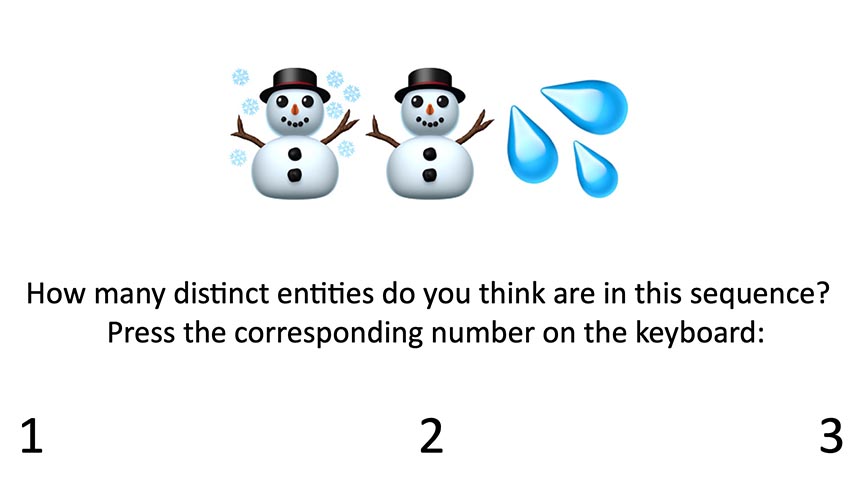 How many distinct entities do you think are in this sequence?
Press the corresponding number on the keyboard:
1 2 3